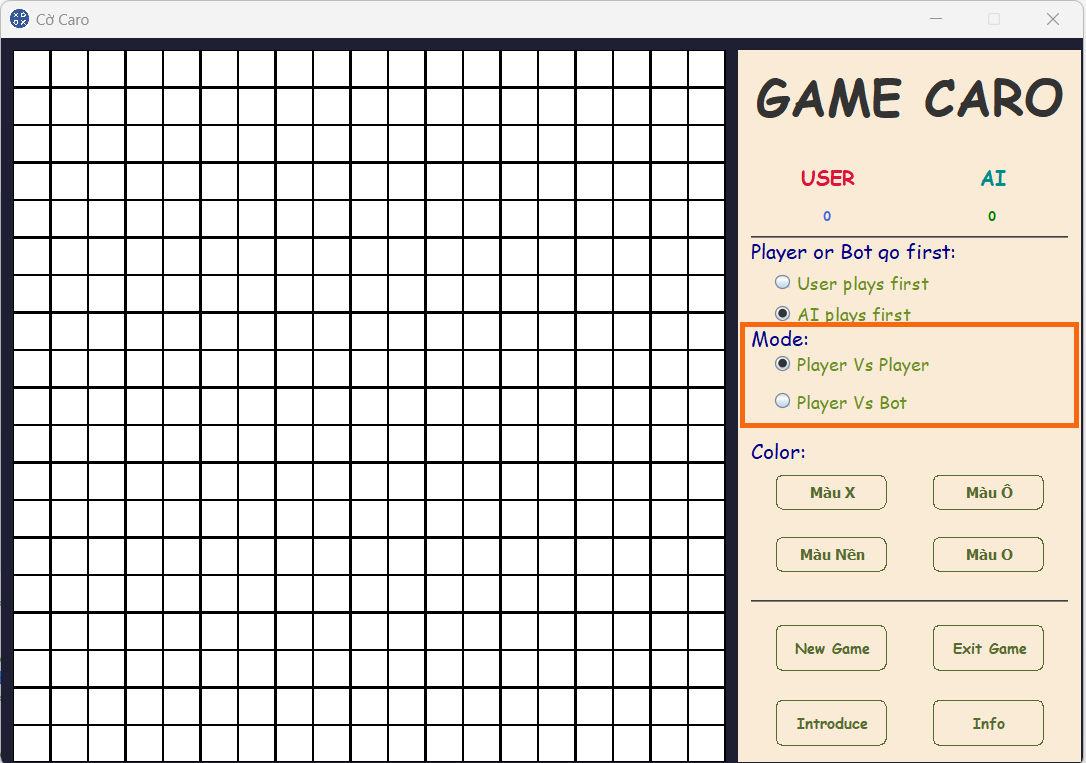 Cờ Caro
GAME CARO
USER AI
0 0
Player or Bot go first:
User plays first
AI plays first
Mode:
Player Vs Player
Player Vs Bot
Color:
Màu X Màu Ô
Màu Nền Màu O
New Game Exit Game
Introduce Info